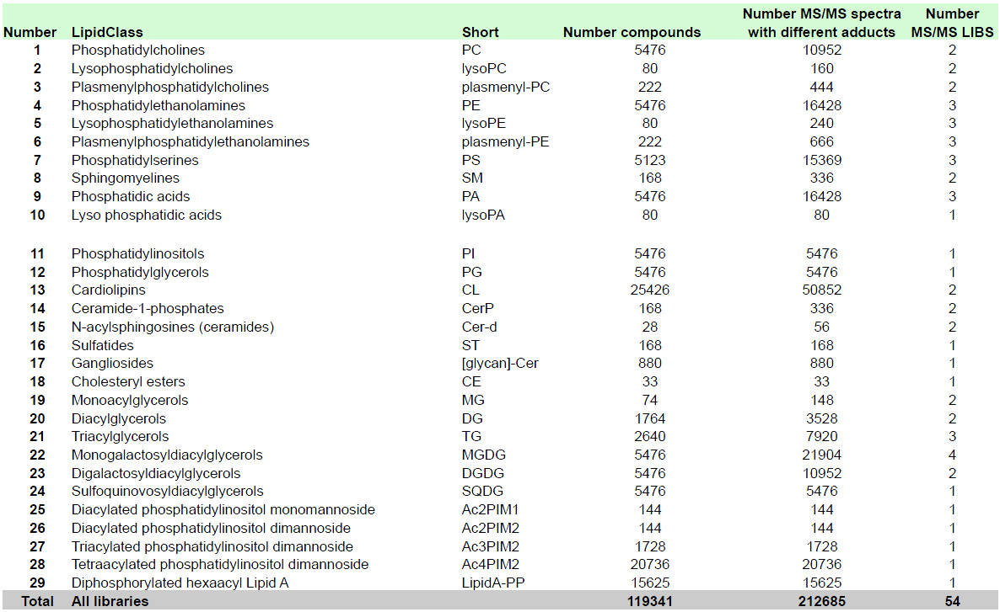 Number MS/MS spectra Number
Number LipidClass Short Number compounds with different adducts MS/MS LIBS
1 Phosphatidylcholines PC 5476 10952 2
2 Lysophosphatidylcholines lysoPC 80 160 2
3 Plasmenylphosphatidylcholines plasmenyl-PC 222 444 2
4 Phosphatidylethanolamines PE 5476 16428 3
5 Lysophosphatidylethanolamines lysoPE 80 240 3
6 Plasmenylphosphatidylethanolamines plasmenyl-PE 222 666 3
7 Phosphatidylserines PS 5123 15369 3
8 Sphingomyelines SM 168 336 2
9 Phosphatidic acids PA 5476 16428 3
10 Lyso phosphatidic acids lysoPA 80 80 1
11 Phosphatidylinositols PI 5476 5476 1
12 Phosphatidylglycerols PG 5476 5476 1
13 Cardiolipins CL 25426 50852 2
14 Ceramide-1-phosphates CerP 168 336 2
15 N-acylsphingosines (ceramides) Cer-d 28 56 2
16 Sulfatides ST 168 168 1
17 Gangliosides [glycan]-Cer 880 880 1
18 Cholesteryl esters CE 33 33 1
19 Monoacylglycerols MG 74 148 2
20 Diacylglycerols DG 1764 3528 2
21 Triacylglycerols TG 2640 7920 3
22 Monogalactosyldiacylglycerols MGDG 5476 21904 4
23 Digalactosyldiacylglycerols DGDG 5476 10952 2
24 Sulfoquinovosyldiacylglycerols SQDG 5476 5476 1
25 Diacylated phosphatidylinositol monomannoside Ac2PIM1 144 144 1
26 Diacylated phosphatidylinositol dimannoside Ac2PIM2 144 144 1
27 Triacylated phosphatidylinositol dimannoside Ac3PIM2 1728 1728 1
28 Tetraacylated phosphatidylinositol dimannoside Ac4PIM2 20736 20736 1
29 Diphosphorylated hexaacyl Lipid A LipidA-PP 15625 15625 1
Total All libraries 119341 212685 54